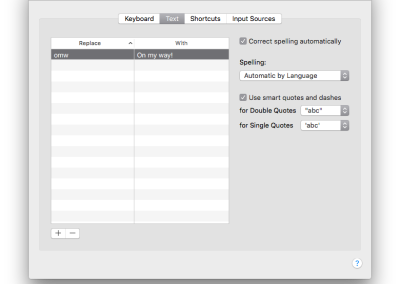 Keyboard Text Shortcuts Input Sources
Replace With
omw On my way!
Correct spelling automatically
Spelling:
Automatic by Language
Use smart quotes and dashes
for Double Quotes “abc”
for Single Quotes ‘abc’
+ −
?